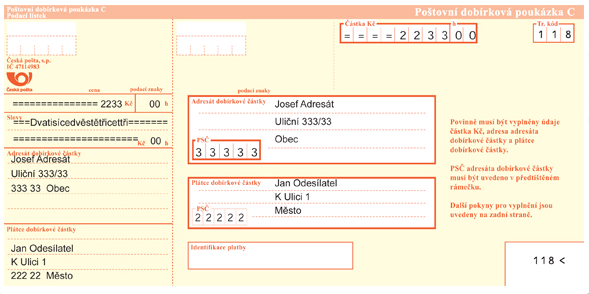 Poštovní dobírková poukázka C
Podací lístek
Poštovní dobírková poukázka C
Částka Kč h
= = = = 2 2 3 3 0 0
Tr. kód
1 1 8
Česká pošta, s.p.
IČ 47114983
Česká pošta
cena
podací znaky
podací znaky
================ 2233 Kč 00 h
Slovy
===Dvatisícedvěstětřicettři=======
======================= Kč 00 h
Adresát dobírkové částky
Josef Adresát
Uliční 333/33
333 33 Obec
Plátce dobírkové částky
Jan Odesílatel
K Ulici 1
222 22 Město
Adresát dobírkové částky
Josef Adresát
Uliční 333/33
Obec
PSČ
3 3 3 3 3
Plátce dobírkové částky
Jan Odesílatel
K Ulici 1
Město
PSČ
2 2 2 2 2
Identifikace platby
Povinně musí být vyplněny údaje
částka Kč, adresa adresáta
dobírkové částky a plátce
dobírkové částky.
PSČ adresáta dobírkové částky
musí být uvedeno v předtištěném
rámečku.
Další pokyny pro vyplnění jsou
uvedeny na zadní straně.
118 <